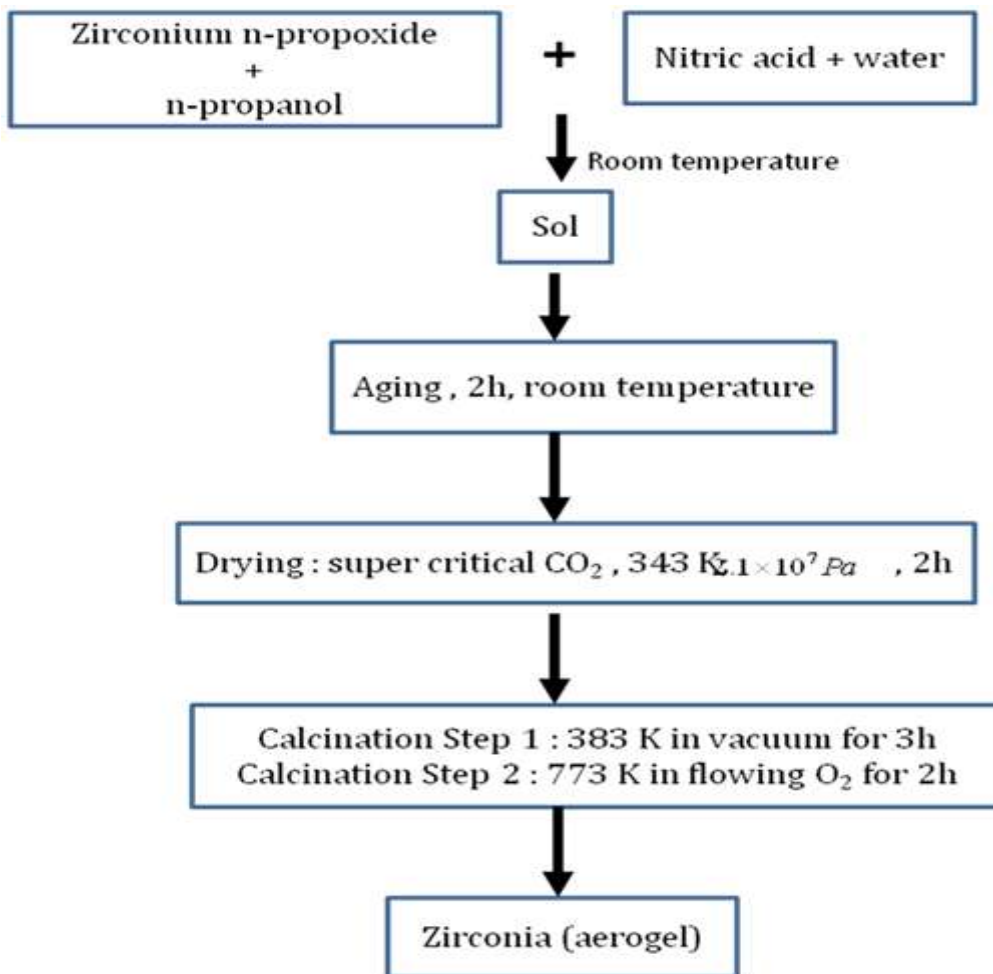 Zirconium n-propoxide
+
n-propanol
+
Nitric acid + water
Room temperature
Sol
Aging , 2h, room temperature
Drying : super critical CO₂ , 343 K 2.1×10⁷ Pa , 2h
Calcination Step 1 : 383 K in vacuum for 3h
Calcination Step 2 : 773 K in flowing O₂ for 2h
Zirconia (aerogel)